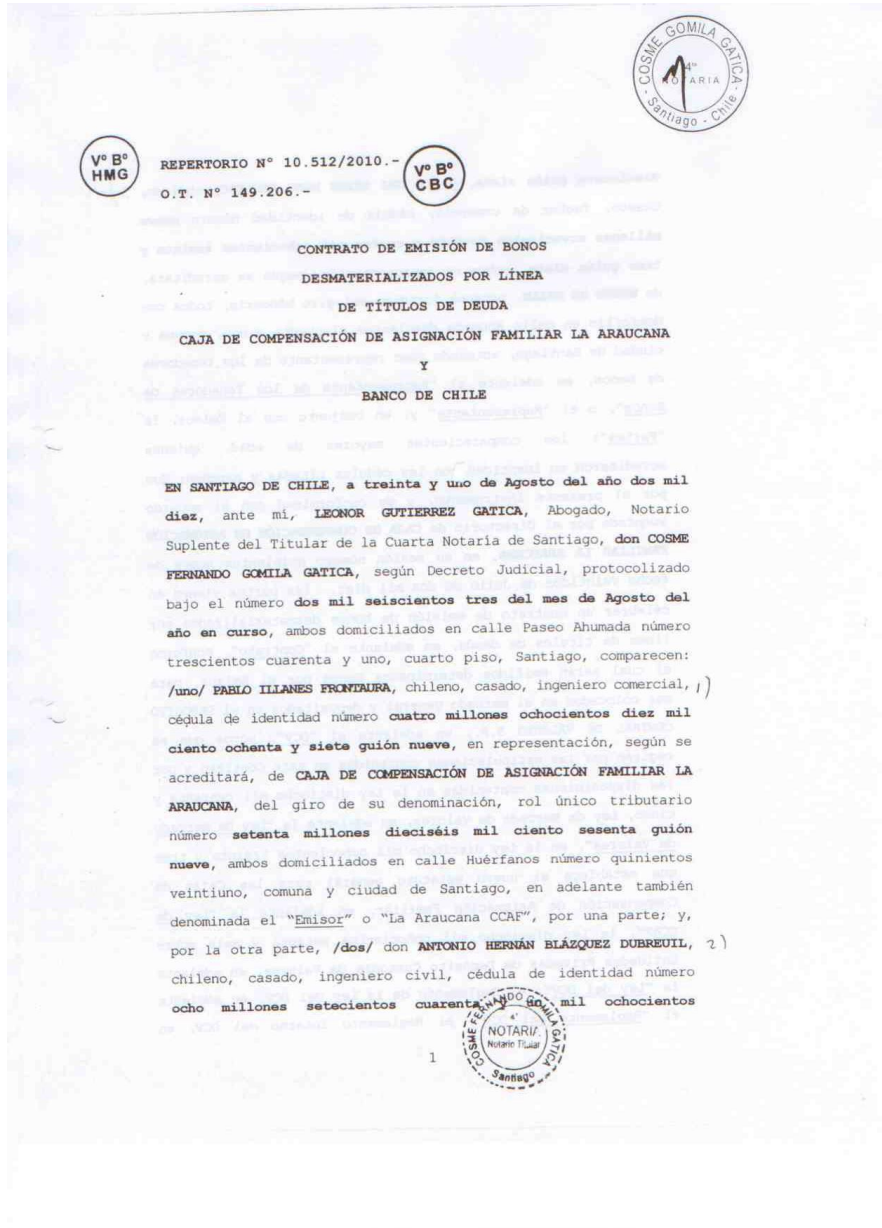 COSME GOMILA GATICA
4ta
NOTARIA
- Santiago - Chile -
Vº Bº
HMG
REPERTORIO Nº 10.512/2010.-
Vº Bº
CBC
O.T. Nº 149.206.-
CONTRATO DE EMISIÓN DE BONOS
DESMATERIALIZADOS POR LÍNEA
DE TÍTULOS DE DEUDA
CAJA DE COMPENSACIÓN DE ASIGNACIÓN FAMILIAR LA ARAUCANA
Y
BANCO DE CHILE
EN SANTIAGO DE CHILE, a treinta y uno de Agosto del año dos mil
diez, ante mí, LEONOR GUTIERREZ GATICA, Abogado, Notario
Suplente del Titular de la Cuarta Notaría de Santiago, don COSME
FERNANDO GOMILA GATICA, según Decreto Judicial, protocolizado
bajo el número dos mil seiscientos tres del mes de Agosto del
año en curso, ambos domiciliados en calle Paseo Ahumada número
trescientos cuarenta y uno, cuarto piso, Santiago, comparecen:
/uno/ PABLO ILLANES FRONTAURA, chileno, casado, ingeniero comercial, 1)
cédula de identidad número cuatro millones ochocientos diez mil
ciento ochenta y siete guión nueve, en representación, según se
acreditará, de CAJA DE COMPENSACIÓN DE ASIGNACIÓN FAMILIAR LA
ARAUCANA, del giro de su denominación, rol único tributario
número setenta millones dieciséis mil ciento sesenta guión
nueve, ambos domiciliados en calle Huérfanos número quinientos
veintiuno, comuna y ciudad de Santiago, en adelante también
denominada el "Emisor" o "La Araucana CCAF", por una parte; y,
por la otra parte, /dos/ don ANTONIO HERNÁN BLÁZQUEZ DUBREUIL, 2)
chileno, casado, ingeniero civil, cédula de identidad número
ocho millones setecientos cuarenta y un mil ochocientos
1
COSME FERNANDO GOMILA GATICA
4ª
NOTARIA
Notario Titular
Santiago